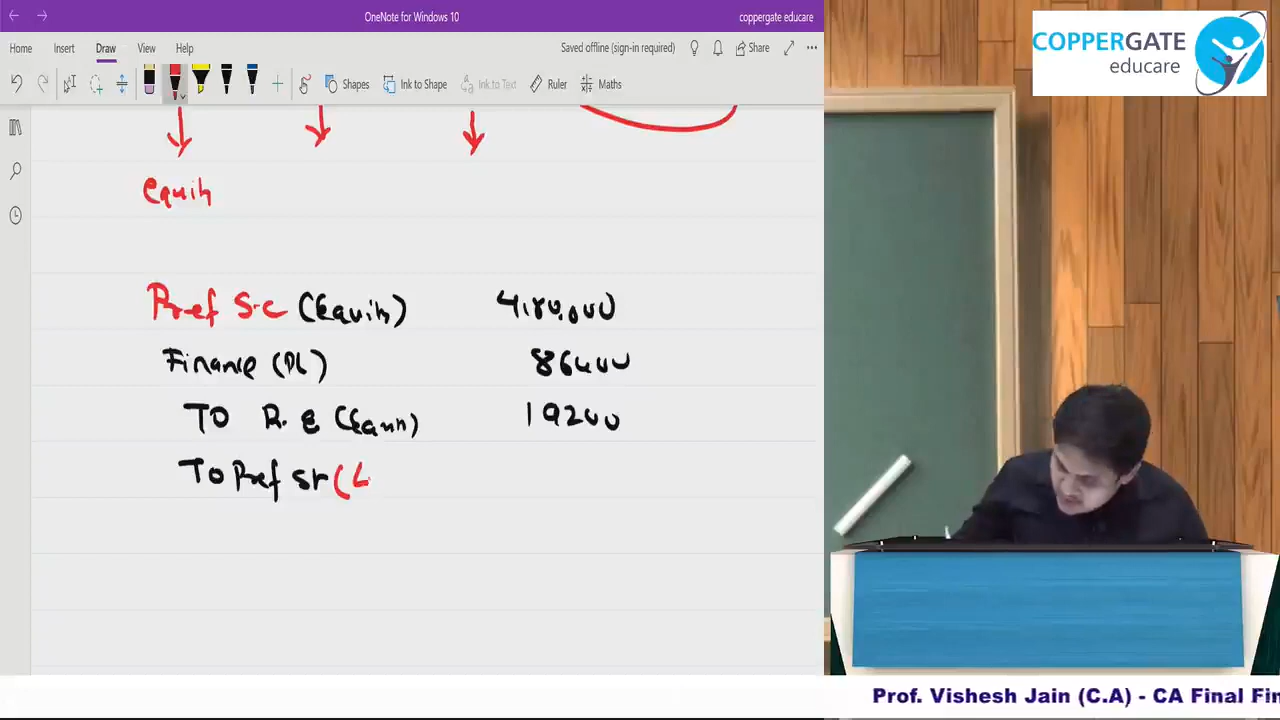 OneNote for Windows 10
coppergate educare
Home Insert Draw View Help
Saved offline (sign-in required) Share
Shapes Ink to Shape Ink to Text Ruler Maths
COPPERGATE
educare
Pref S.C (Equity) 4,80,000
Finance (PL) 86400
TO R.E 19200
TO Pref Sr (L
Prof. Vishesh Jain (C.A) - CA Final Fin